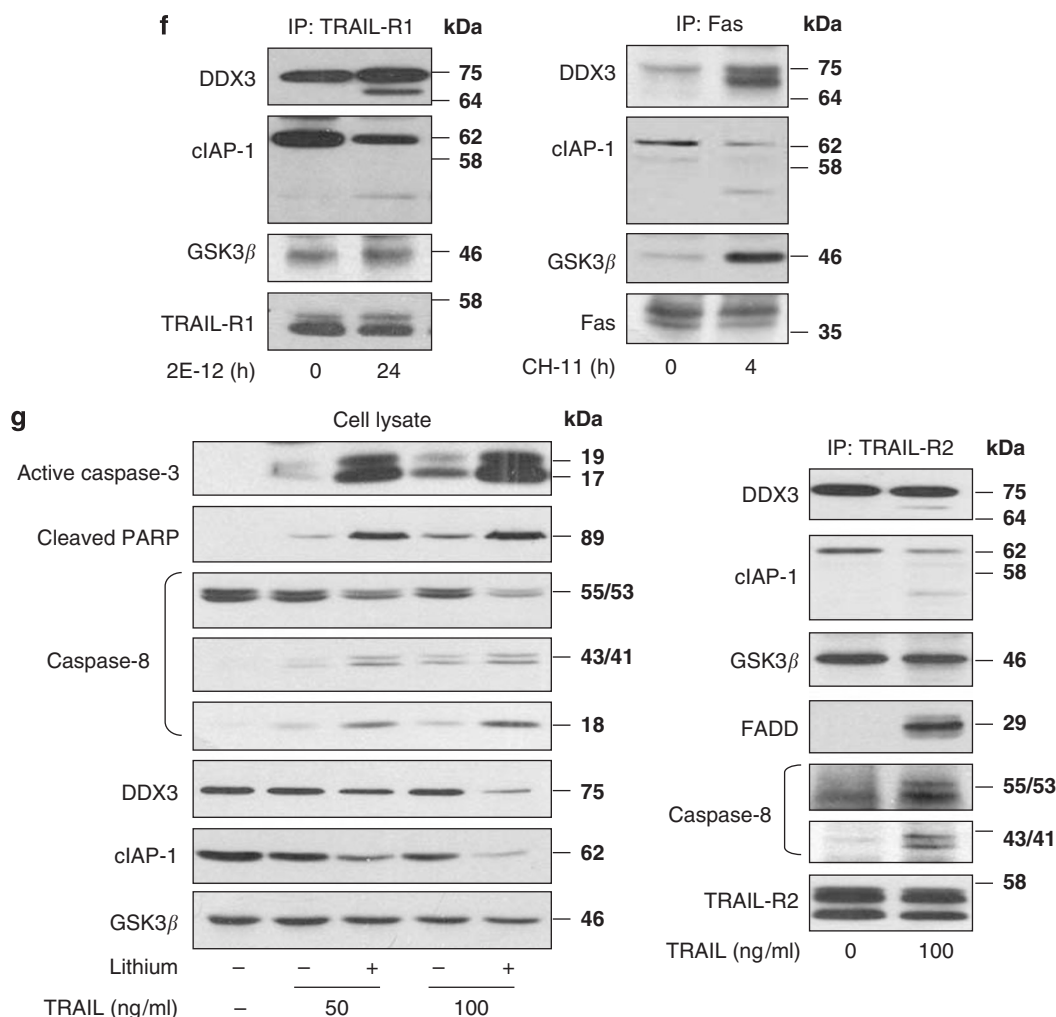 f
IP: TRAIL-R1 kDa
DDX3 75
64
cIAP-1 62
58
GSK3β 46
58
TRAIL-R1
2E-12 (h) 0 24
IP: Fas kDa
DDX3 75
64
cIAP-1 62
58
GSK3β 46
Fas 35
CH-11 (h) 0 4
g
Cell lysate kDa
Active caspase-3 19
17
Cleaved PARP 89
55/53
Caspase-8 43/41
18
DDX3 75
cIAP-1 62
GSK3β 46
Lithium – – + – +
TRAIL (ng/ml) – 50 100
IP: TRAIL-R2 kDa
DDX3 75
64
cIAP-1 62
58
GSK3β 46
FADD 29
55/53
Caspase-8
43/41
58
TRAIL-R2
TRAIL (ng/ml) 0 100